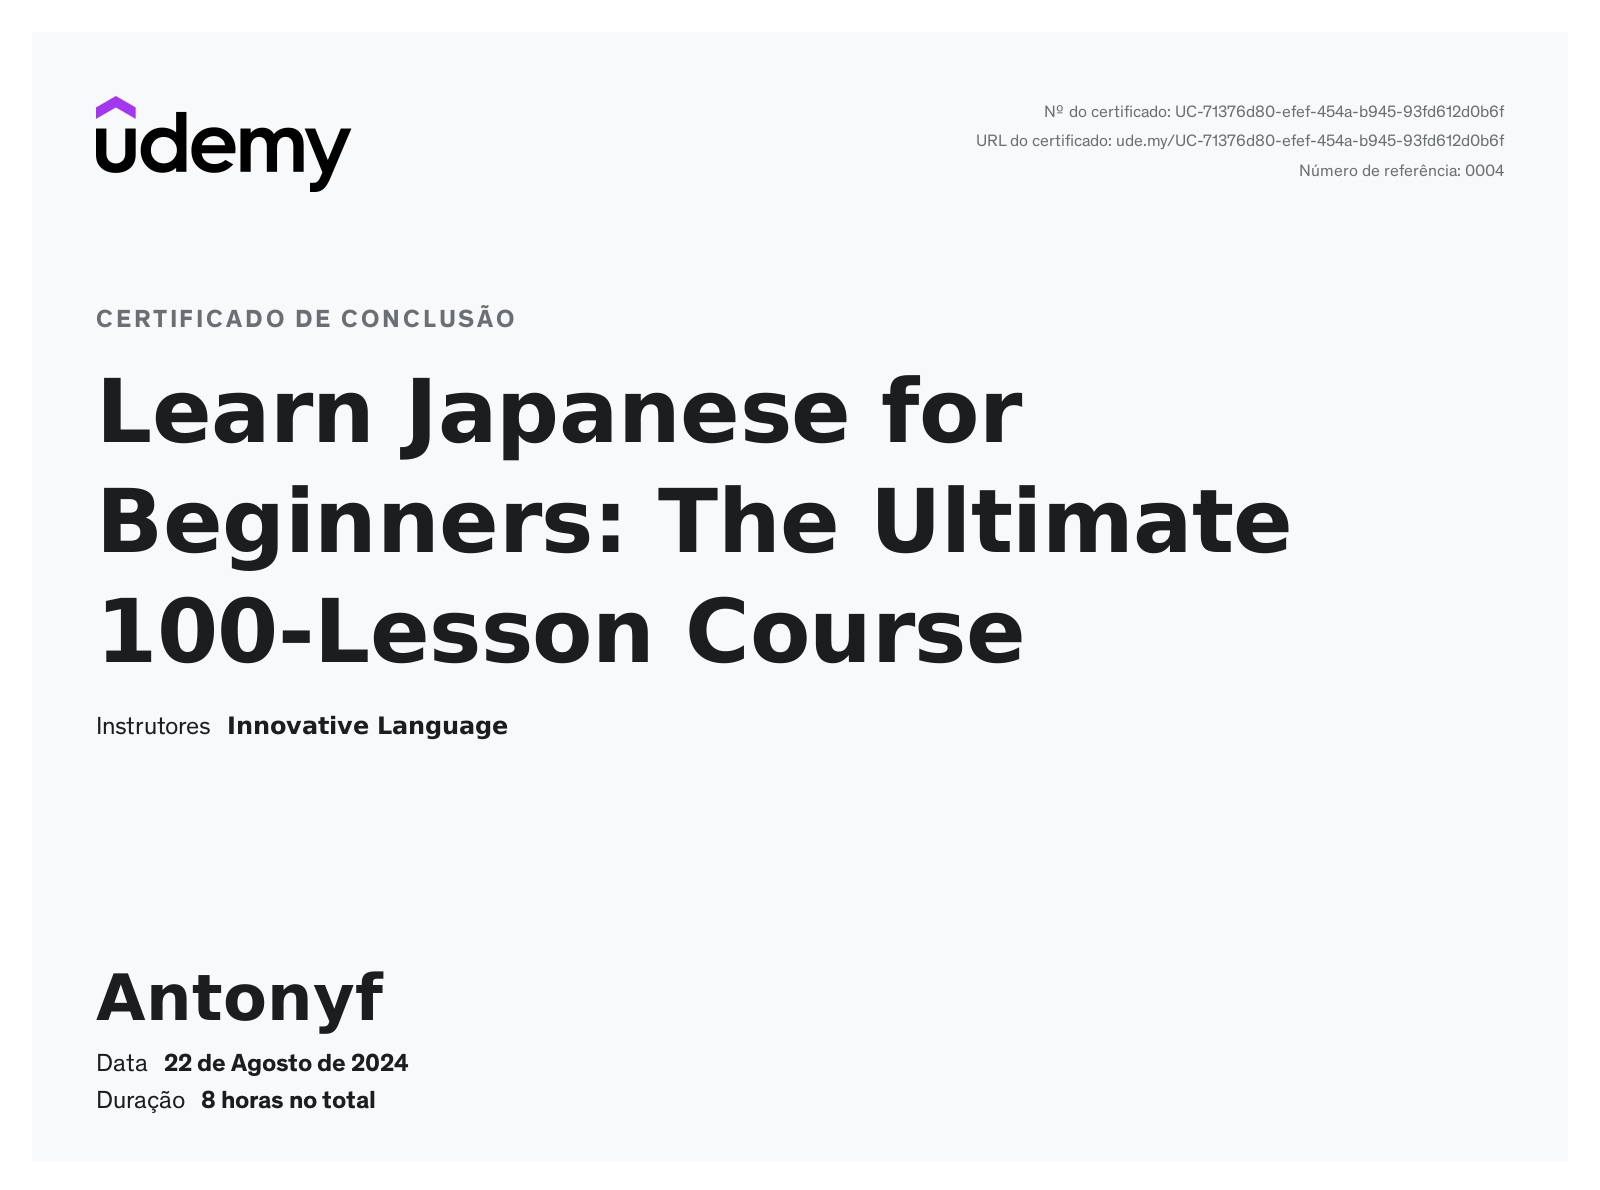 udemy
Nº do certificado: UC-71376d80-efef-454a-b945-93fd612d0b6f
URL do certificado: ude.my/UC-71376d80-efef-454a-b945-93fd612d0b6f
Número de referência: 0004
CERTIFICADO DE CONCLUSÃO
Learn Japanese for
Beginners: The Ultimate
100-Lesson Course
Instrutores Innovative Language
Antonyf
Data 22 de Agosto de 2024
Duração 8 horas no total